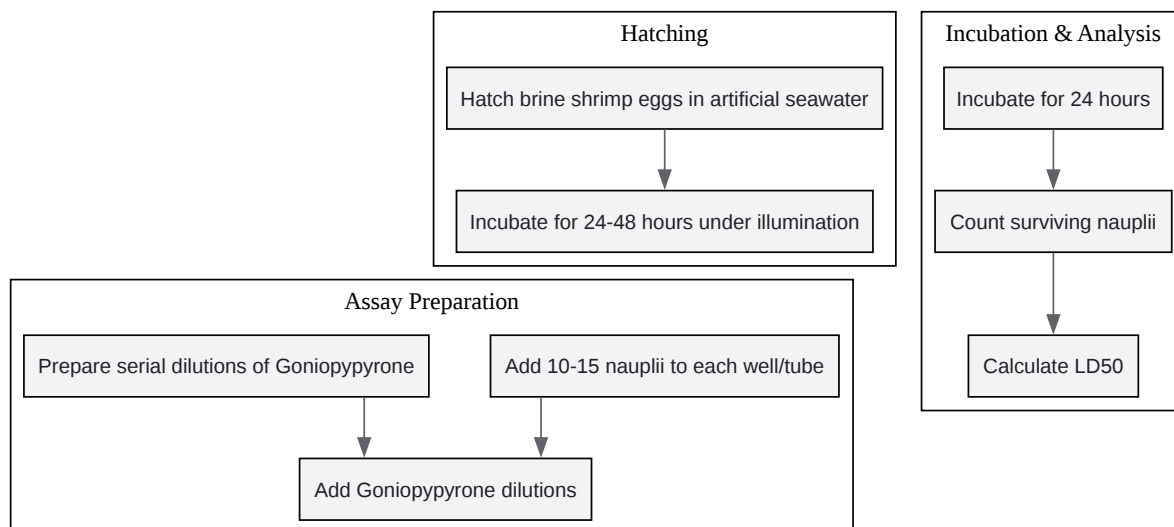 Hatching
Hatch brine shrimp eggs in artificial seawater
Incubate for 24-48 hours under illumination
Assay Preparation
Prepare serial dilutions of Goniopypyrone
Add 10-15 nauplii to each well/tube
Add Goniopypyrone dilutions
Incubation & Analysis
Incubate for 24 hours
Count surviving nauplii
Calculate LD50